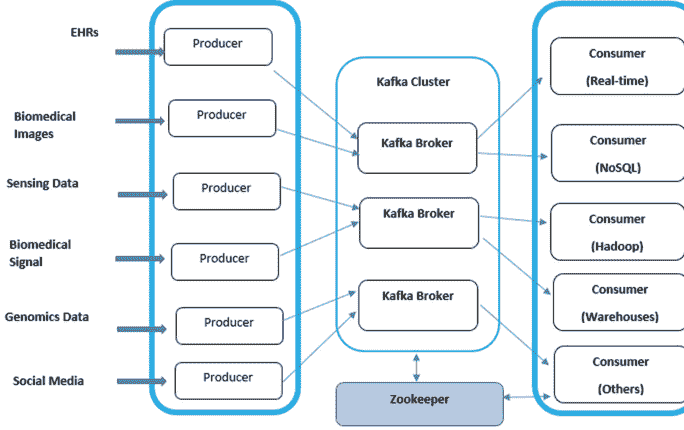 EHRs
Biomedical
Images
Sensing Data
Biomedical
Signal
Genomics Data
Social Media
Producer
Producer
Producer
Producer
Producer
Producer
Kafka Cluster
Kafka Broker
Kafka Broker
Kafka Broker
Zookeeper
Consumer
(Real-time)
Consumer
(NoSQL)
Consumer
(Hadoop)
Consumer
(Warehouses)
Consumer
(Others)